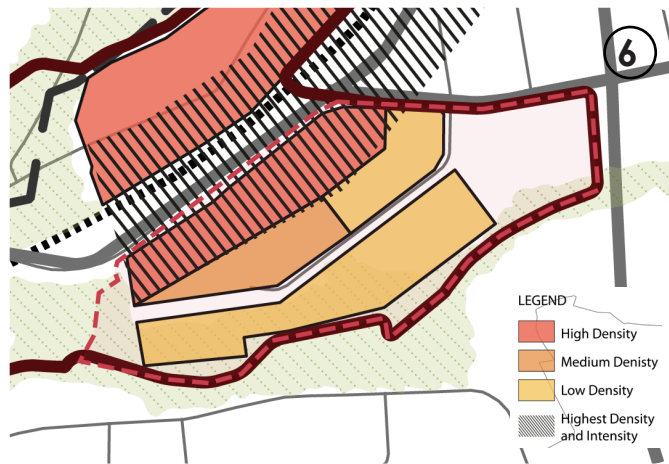 6
LEGEND
High Density
Medium Denisty
Low Density
Highest Density
and Intensity